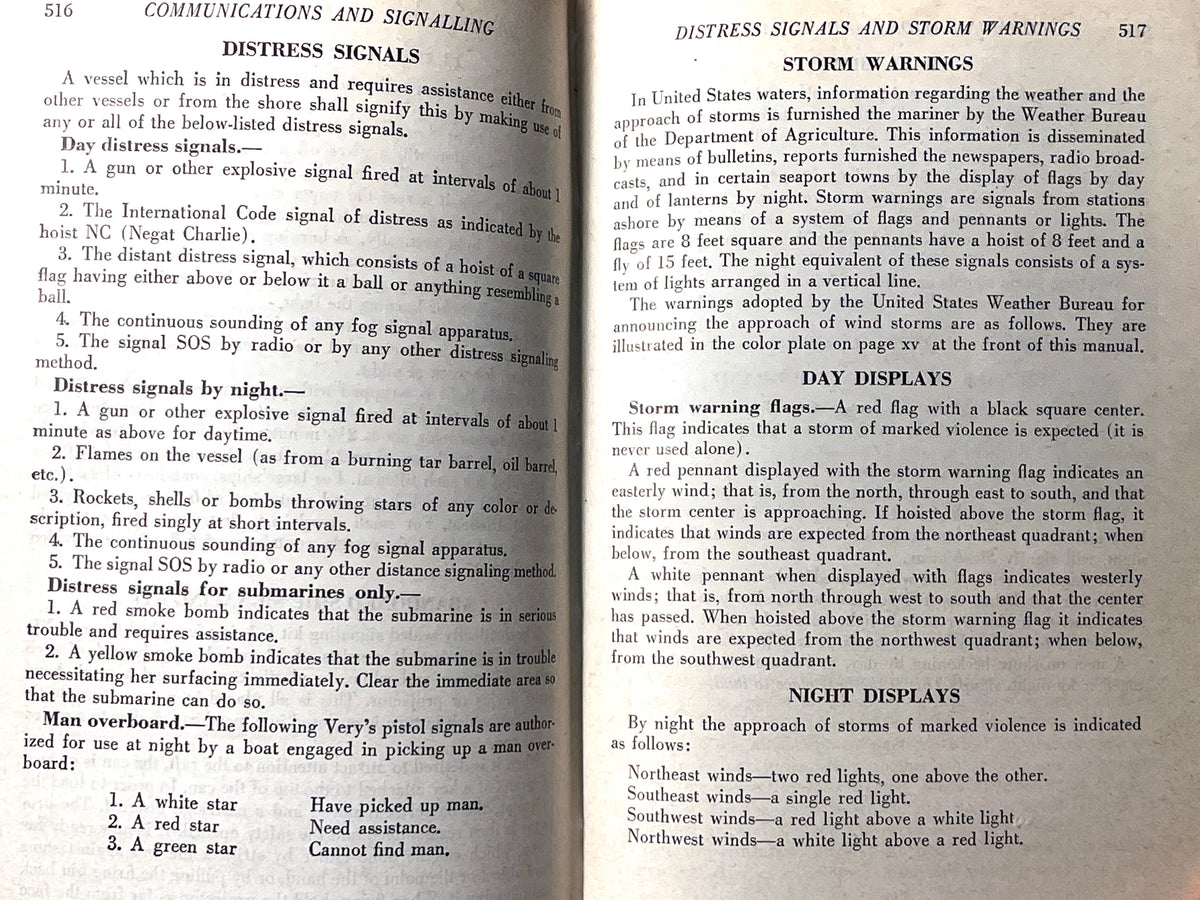 516 COMMUNICATIONS AND SIGNALLING
DISTRESS SIGNALS
A vessel which is in distress and requires assistance either from
other vessels or from the shore shall signify this by making use of
any or all of the below-listed distress signals.
Day distress signals.—
1. A gun or other explosive signal fired at intervals of about 1
minute.
2. The International Code signal of distress as indicated by the
hoist NC (Negat Charlie).
3. The distant distress signal, which consists of a hoist of a square
flag having either above or below it a ball or anything resembling a
ball.
4. The continuous sounding of any fog signal apparatus.
5. The signal SOS by radio or by any other distress signaling
method.
Distress signals by night.—
1. A gun or other explosive signal fired at intervals of about 1
minute as above for daytime.
2. Flames on the vessel (as from a burning tar barrel, oil barrel,
etc.).
3. Rockets, shells or bombs throwing stars of any color or de-
scription, fired singly at short intervals.
4. The continuous sounding of any fog signal apparatus.
5. The signal SOS by radio or any other distance signaling method.
Distress signals for submarines only.—
1. A red smoke bomb indicates that the submarine is in serious
trouble and requires assistance.
2. A yellow smoke bomb indicates that the submarine is in trouble
necessitating her surfacing immediately. Clear the immediate area so
that the submarine can do so.
Man overboard.—The following Very's pistol signals are author-
ized for use at night by a boat engaged in picking up a man over-
board:
1. A white star Have picked up man.
2. A red star Need assistance.
3. A green star Cannot find man.
DISTRESS SIGNALS AND STORM WARNINGS 517
STORM WARNINGS
In United States waters, information regarding the weather and the
approach of storms is furnished the mariner by the Weather Bureau
of the Department of Agriculture. This information is disseminated
by means of bulletins, reports furnished the newspapers, radio broad-
casts, and in certain seaport towns by the display of flags by day
and of lanterns by night. Storm warnings are signals from stations
ashore by means of a system of flags and pennants or lights. The
flags are 8 feet square and the pennants have a hoist of 8 feet and a
fly of 15 feet. The night equivalent of these signals consists of a sys-
tem of lights arranged in a vertical line.
The warnings adopted by the United States Weather Bureau for
announcing the approach of wind storms are as follows. They are
illustrated in the color plate on page xv at the front of this manual.
DAY DISPLAYS
Storm warning flags.—A red flag with a black square center.
This flag indicates that a storm of marked violence is expected (it is
never used alone).
A red pennant displayed with the storm warning flag indicates an
easterly wind; that is, from the north, through east to south, and that
the storm center is approaching. If hoisted above the storm flag, it
indicates that winds are expected from the northeast quadrant; when
below, from the southeast quadrant.
A white pennant when displayed with flags indicates westerly
winds; that is, from north through west to south and that the center
has passed. When hoisted above the storm warning flag it indicates
that winds are expected from the northwest quadrant; when below,
from the southwest quadrant.
NIGHT DISPLAYS
By night the approach of storms of marked violence is indicated
as follows:
Northeast winds—two red lights, one above the other.
Southeast winds—a single red light.
Southwest winds—a red light above a white light.
Northwest winds—a white light above a red light.